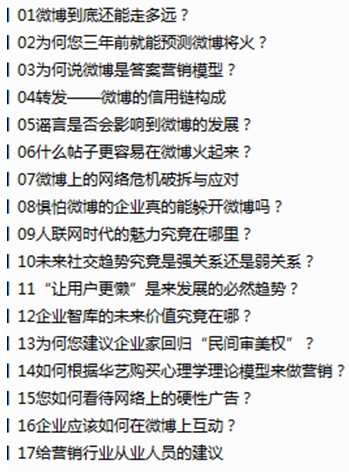 01微博到底还能走多远？
02为何您三年前就能预测微博将火？
03为何说微博是答案营销模型？
04转发——微博的信用链构成
05谣言是否会影响到微博的发展？
06什么帖子更容易在微博火起来？
07微博上的网络危机破拆与应对
08惧怕微博的企业真的能躲开微博吗？
09人联网时代的魅力究竟在哪里？
10未来社交趋势究竟是强关系还是弱关系？
11“让用户更懒”是来发展的必然趋势？
12企业智库的未来价值究竟在哪？
13为何您建议企业家回归“民间审美权”？
14如何根据华艺购买心理学理论模型来做营销？
15您如何看待网络上的硬性广告？
16企业应该如何在微博上互动？
17给营销行业从业人员的建议